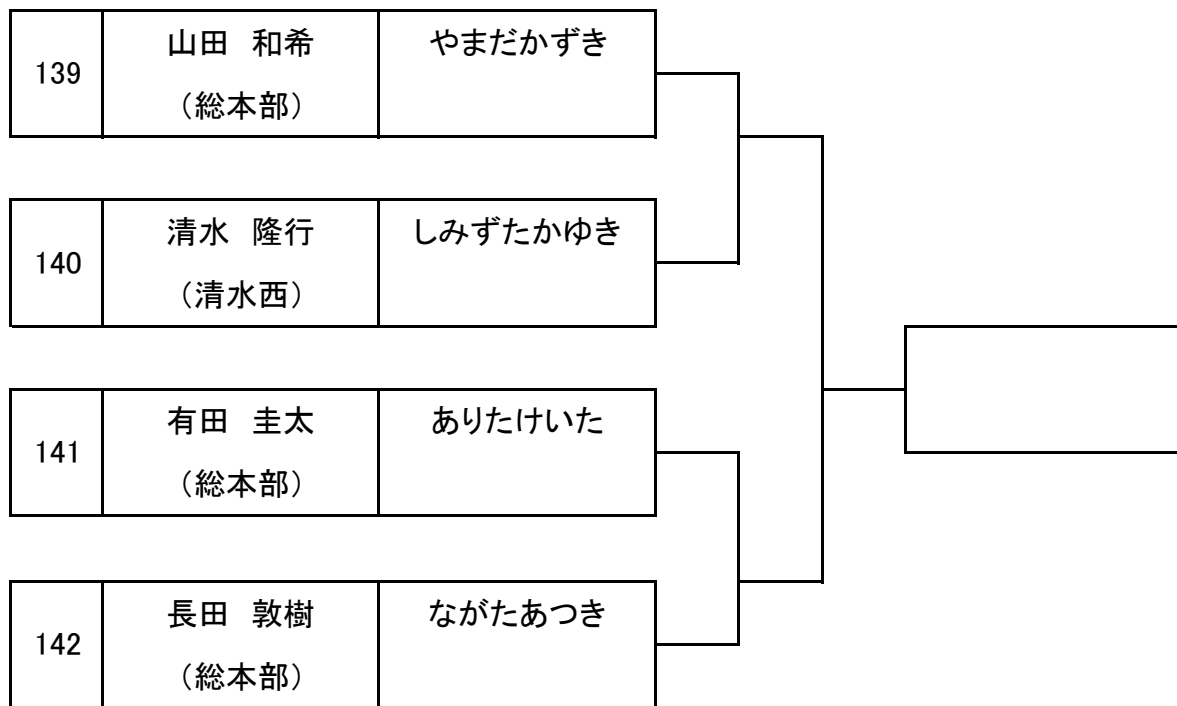 139
山田　和希
（総本部）
やまだかずき
140
清水　隆行
（清水西）
しみずたかゆき
141
有田　圭太
（総本部）
ありたけいた
142
長田　敦樹
（総本部）
ながたあつき